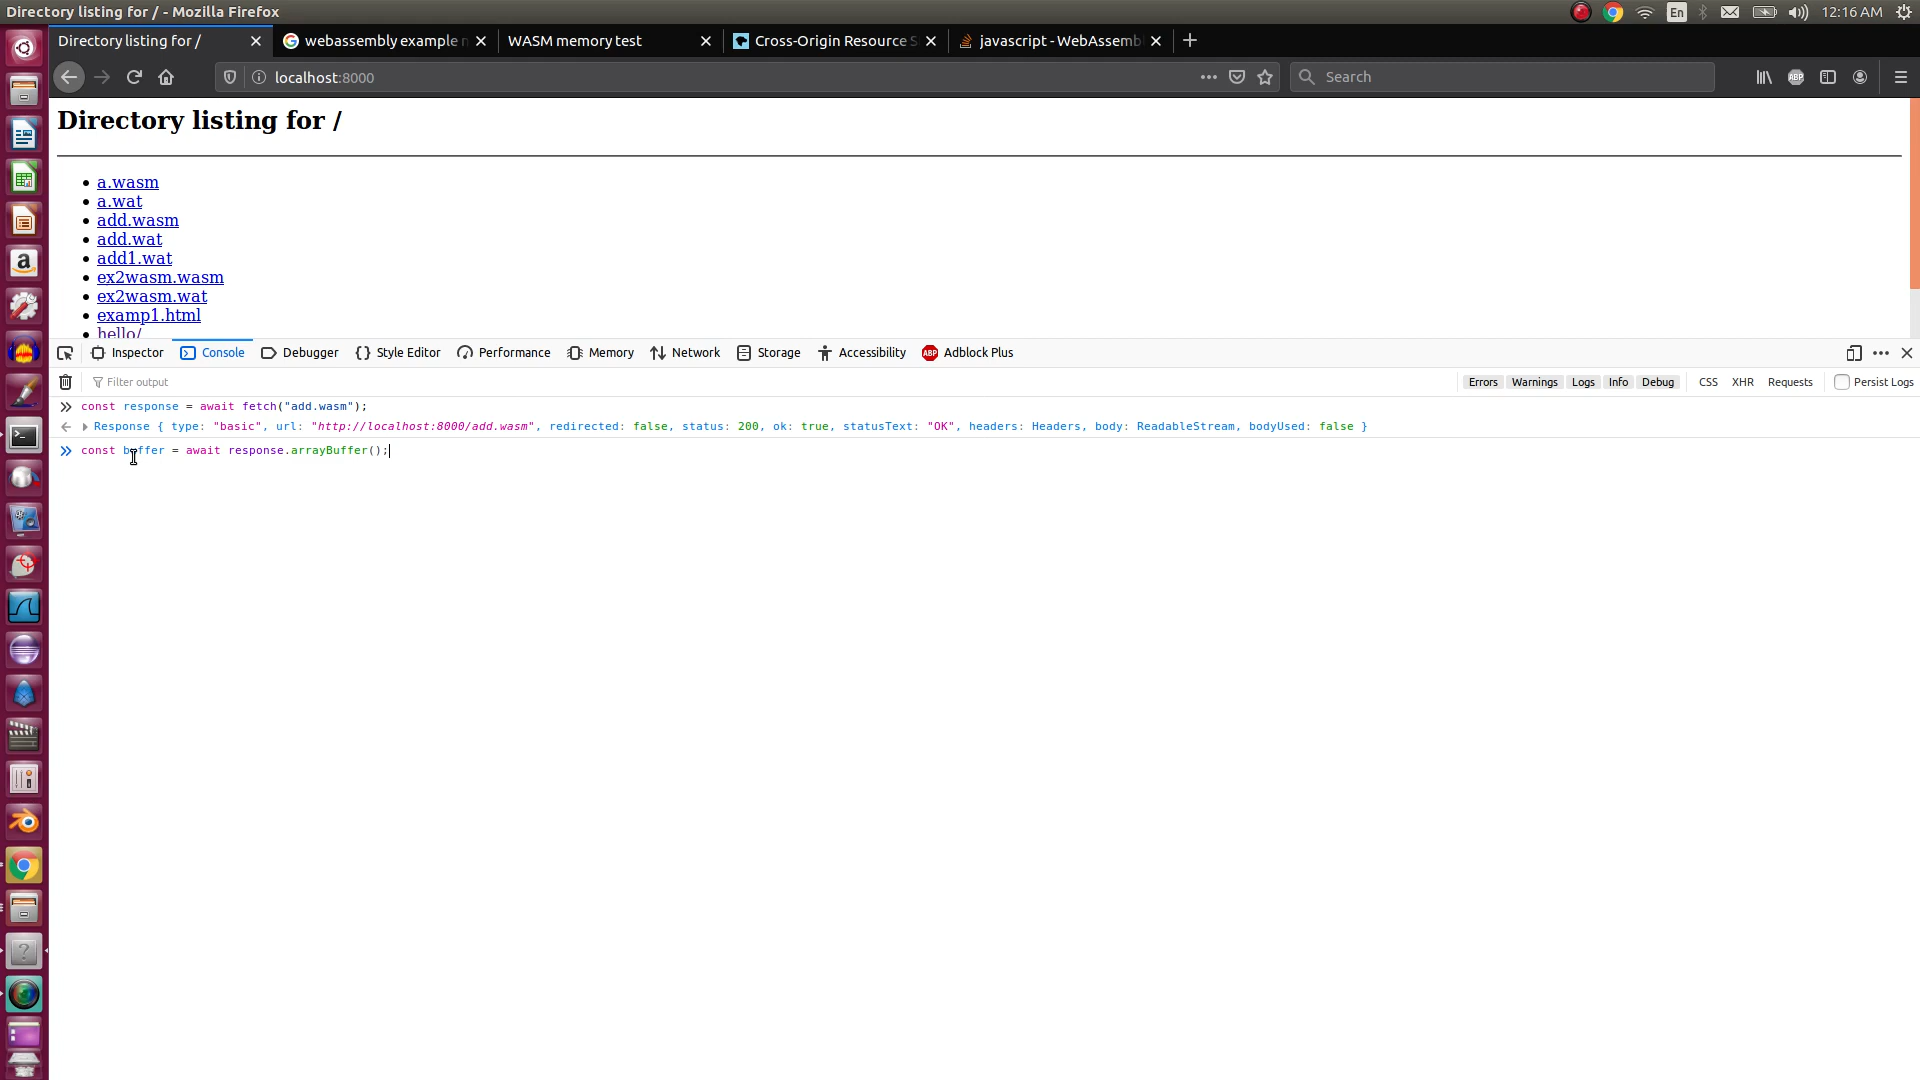 Directory listing for / - Mozilla Firefox
En
12:16 AM
Directory listing for /
webassembly example n
WASM memory test
Cross-Origin Resource S
javascript - WebAssembl
localhost:8000
Search
ABP
Directory listing for /
a.wasm
a.wat
add.wasm
add.wat
add1.wat
ex2wasm.wasm
ex2wasm.wat
examp1.html
hello/
Inspector
Console
Debugger
Style Editor
Performance
Memory
Network
Storage
Accessibility
ABP Adblock Plus
Filter output
Errors
Warnings
Logs
Info
Debug
CSS
XHR
Requests
Persist Logs
const response = await fetch("add.wasm");
Response { type: "basic", url: "http://localhost:8000/add.wasm", redirected: false, status: 200, ok: true, statusText: "OK", headers: Headers, body: ReadableStream, bodyUsed: false }
const buffer = await response.arrayBuffer();